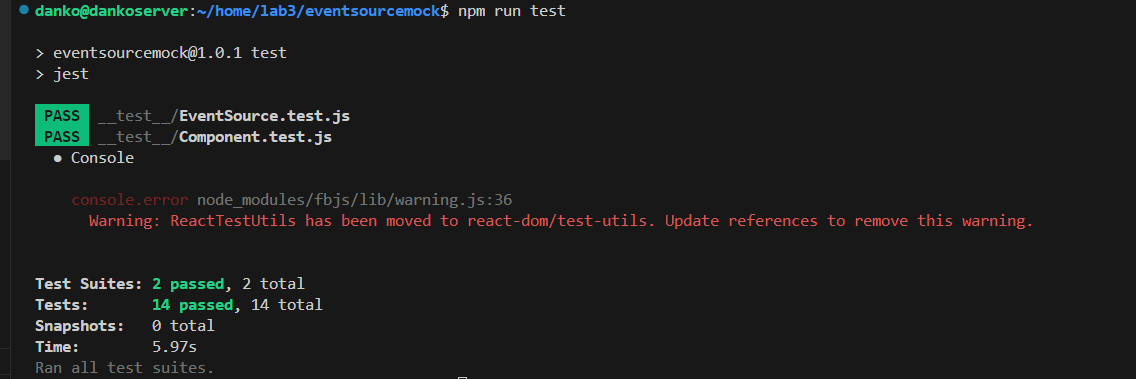 danko@dankoserver:~/home/lab3/eventsourcemock$ npm run test
> eventsourcemock@1.0.1 test
> jest
PASS __test__/EventSource.test.js
PASS __test__/Component.test.js
● Console
console.error node_modules/fbjs/lib/warning.js:36
Warning: ReactTestUtils has been moved to react-dom/test-utils. Update references to remove this warning.
Test Suites: 2 passed, 2 total
Tests: 14 passed, 14 total
Snapshots: 0 total
Time: 5.97s
Ran all test suites.